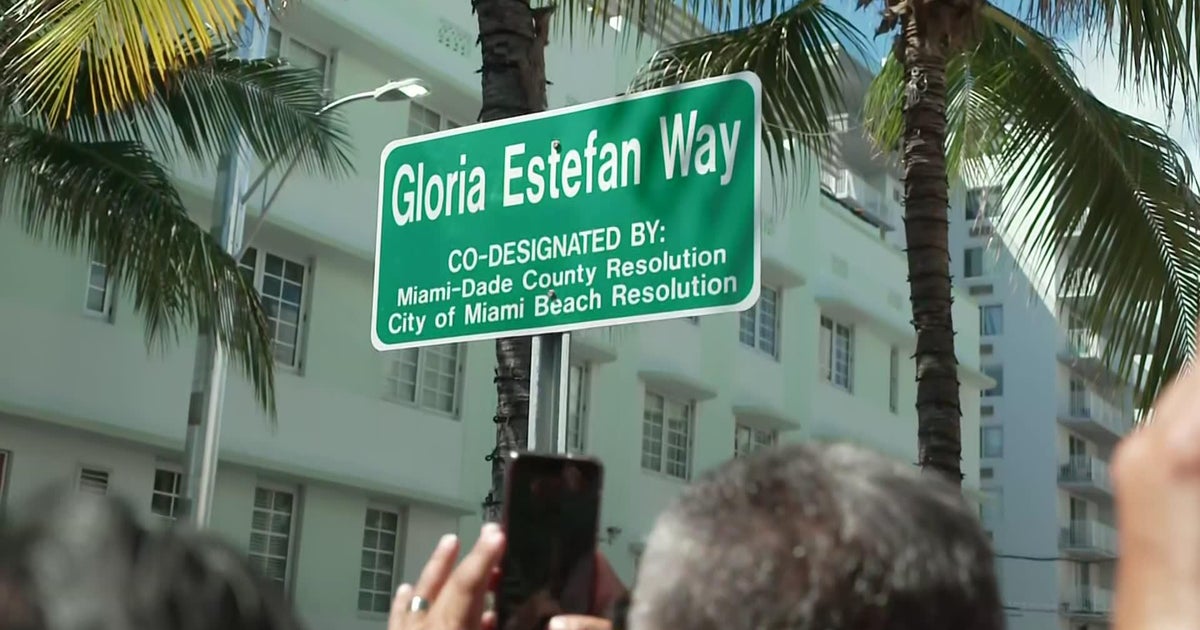 Gloria Estefan Way
CO-DESIGNATED BY:
Miami-Dade County Resolution
City of Miami Beach Resolution